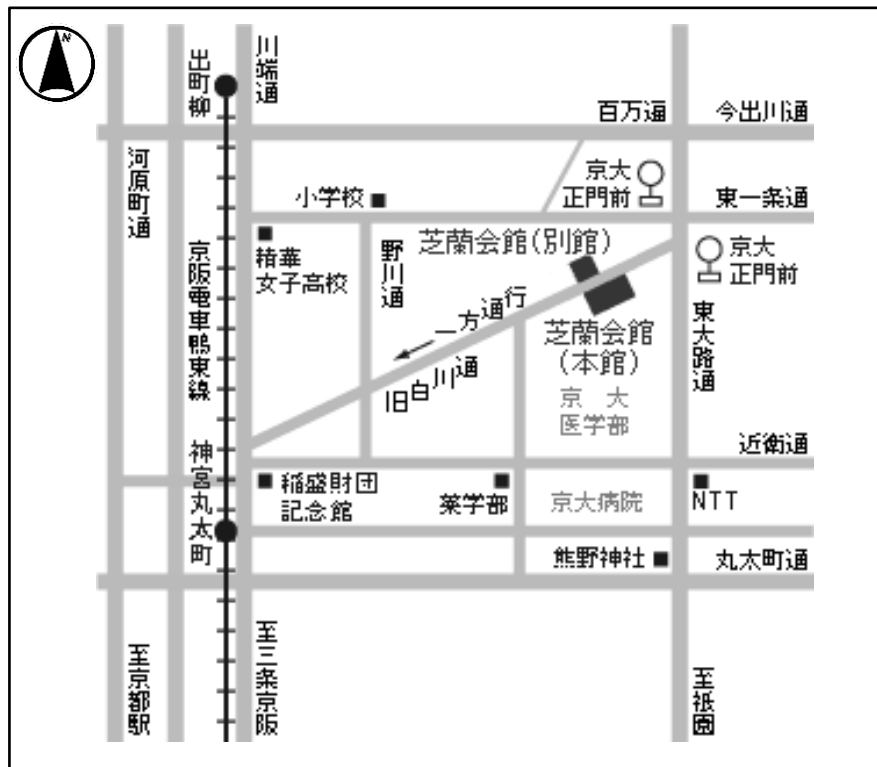 N
川端通
出町柳
百万遍
今出川通
河原町通
京大
正門前
小学校
東一条通
芝蘭会館(別館)
精華
女子高校
野川通
京大
正門前
京阪電車鴨東線
一方通行
芝蘭会館
(本館)
東大路通
旧白川通
京 大
医学部
近衛通
神宮丸太町
稲盛財団
記念館
薬学部
京大病院
NTT
熊野神社
丸太町通
至京都駅
至三条京阪
至祇園